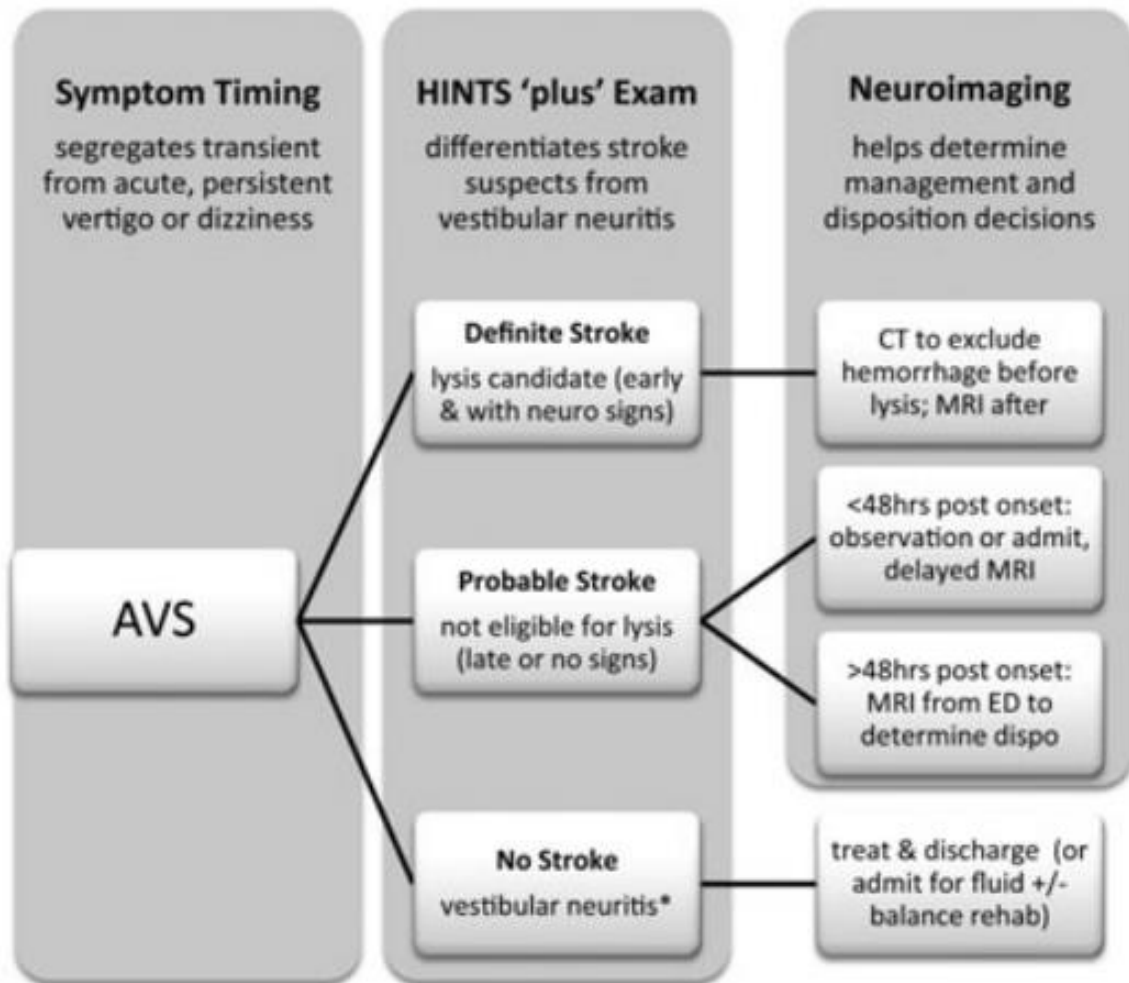 Symptom Timing
segregates transient
from acute, persistent
vertigo or dizziness
AVS
HINTS ‘plus’ Exam
differentiates stroke
suspects from
vestibular neuritis
Definite Stroke
lysis candidate (early
& with neuro signs)
Probable Stroke
not eligible for lysis
(late or no signs)
No Stroke
vestibular neuritis*
Neuroimaging
helps determine
management and
disposition decisions
CT to exclude
hemorrhage before
lysis; MRI after
<48hrs post onset:
observation or admit,
delayed MRI
>48hrs post onset:
MRI from ED to
determine dispo
treat & discharge (or
admit for fluid +/-
balance rehab)